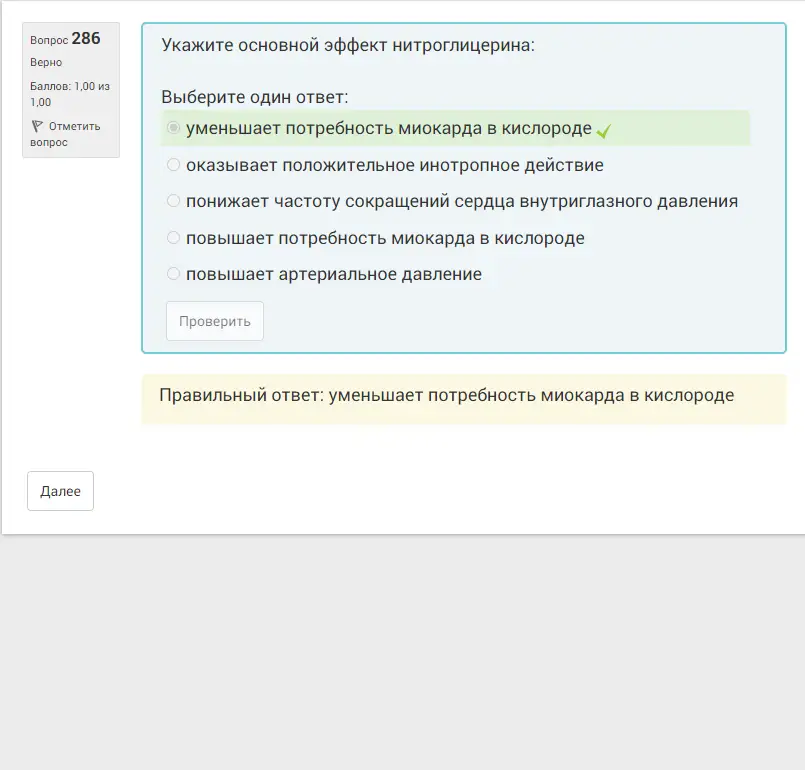 Вопрос 286
Верно
Баллов: 1,00 из
1,00
Отметить
вопрос
Укажите основной эффект нитроглицерина:
Выберите один ответ:
уменьшает потребность миокарда в кислороде
оказывает положительное инотропное действие
понижает частоту сокращений сердца внутриглазного давления
повышает потребность миокарда в кислороде
повышает артериальное давление
Проверить
Правильный ответ: уменьшает потребность миокарда в кислороде
Далее